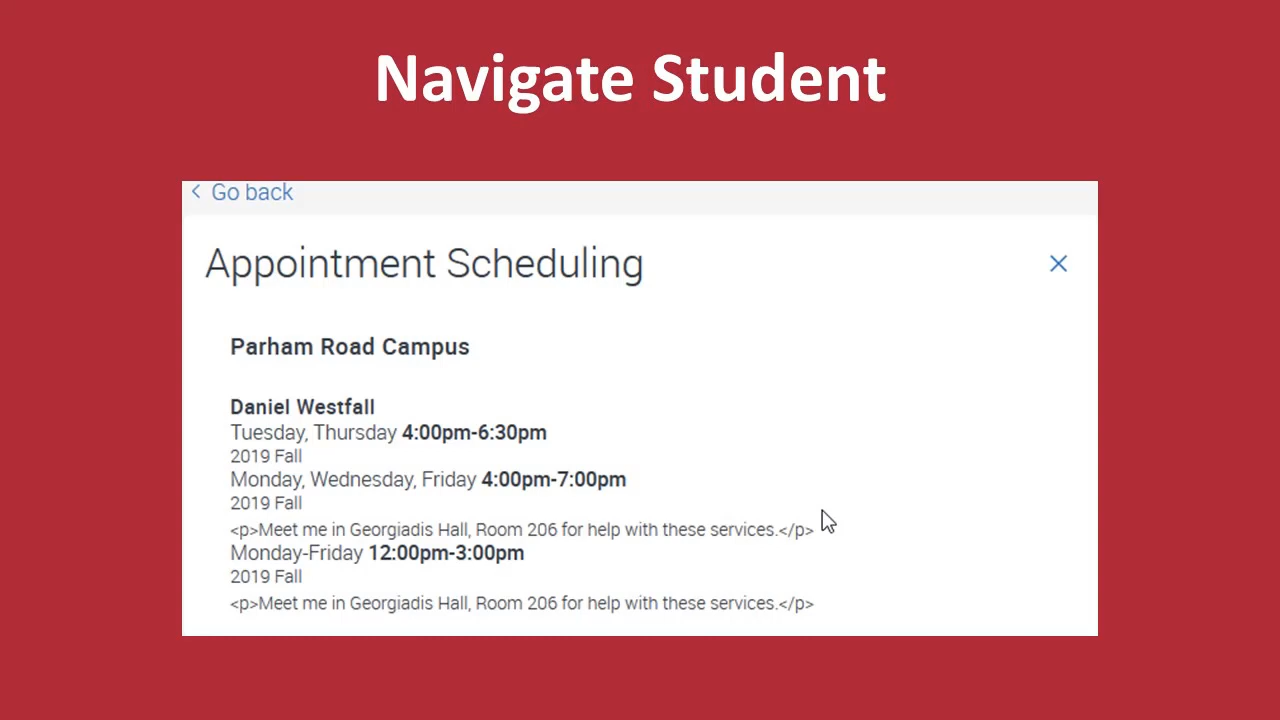 Navigate Student
< Go back
Appointment Scheduling
Parham Road Campus
Daniel Westfall
Tuesday, Thursday 4:00pm-6:30pm
2019 Fall
Monday, Wednesday, Friday 4:00pm-7:00pm
2019 Fall
<p>Meet me in Georgiadis Hall, Room 206 for help with these services.</p>
Monday-Friday 12:00pm-3:00pm
2019 Fall
<p>Meet me in Georgiadis Hall, Room 206 for help with these services.</p>